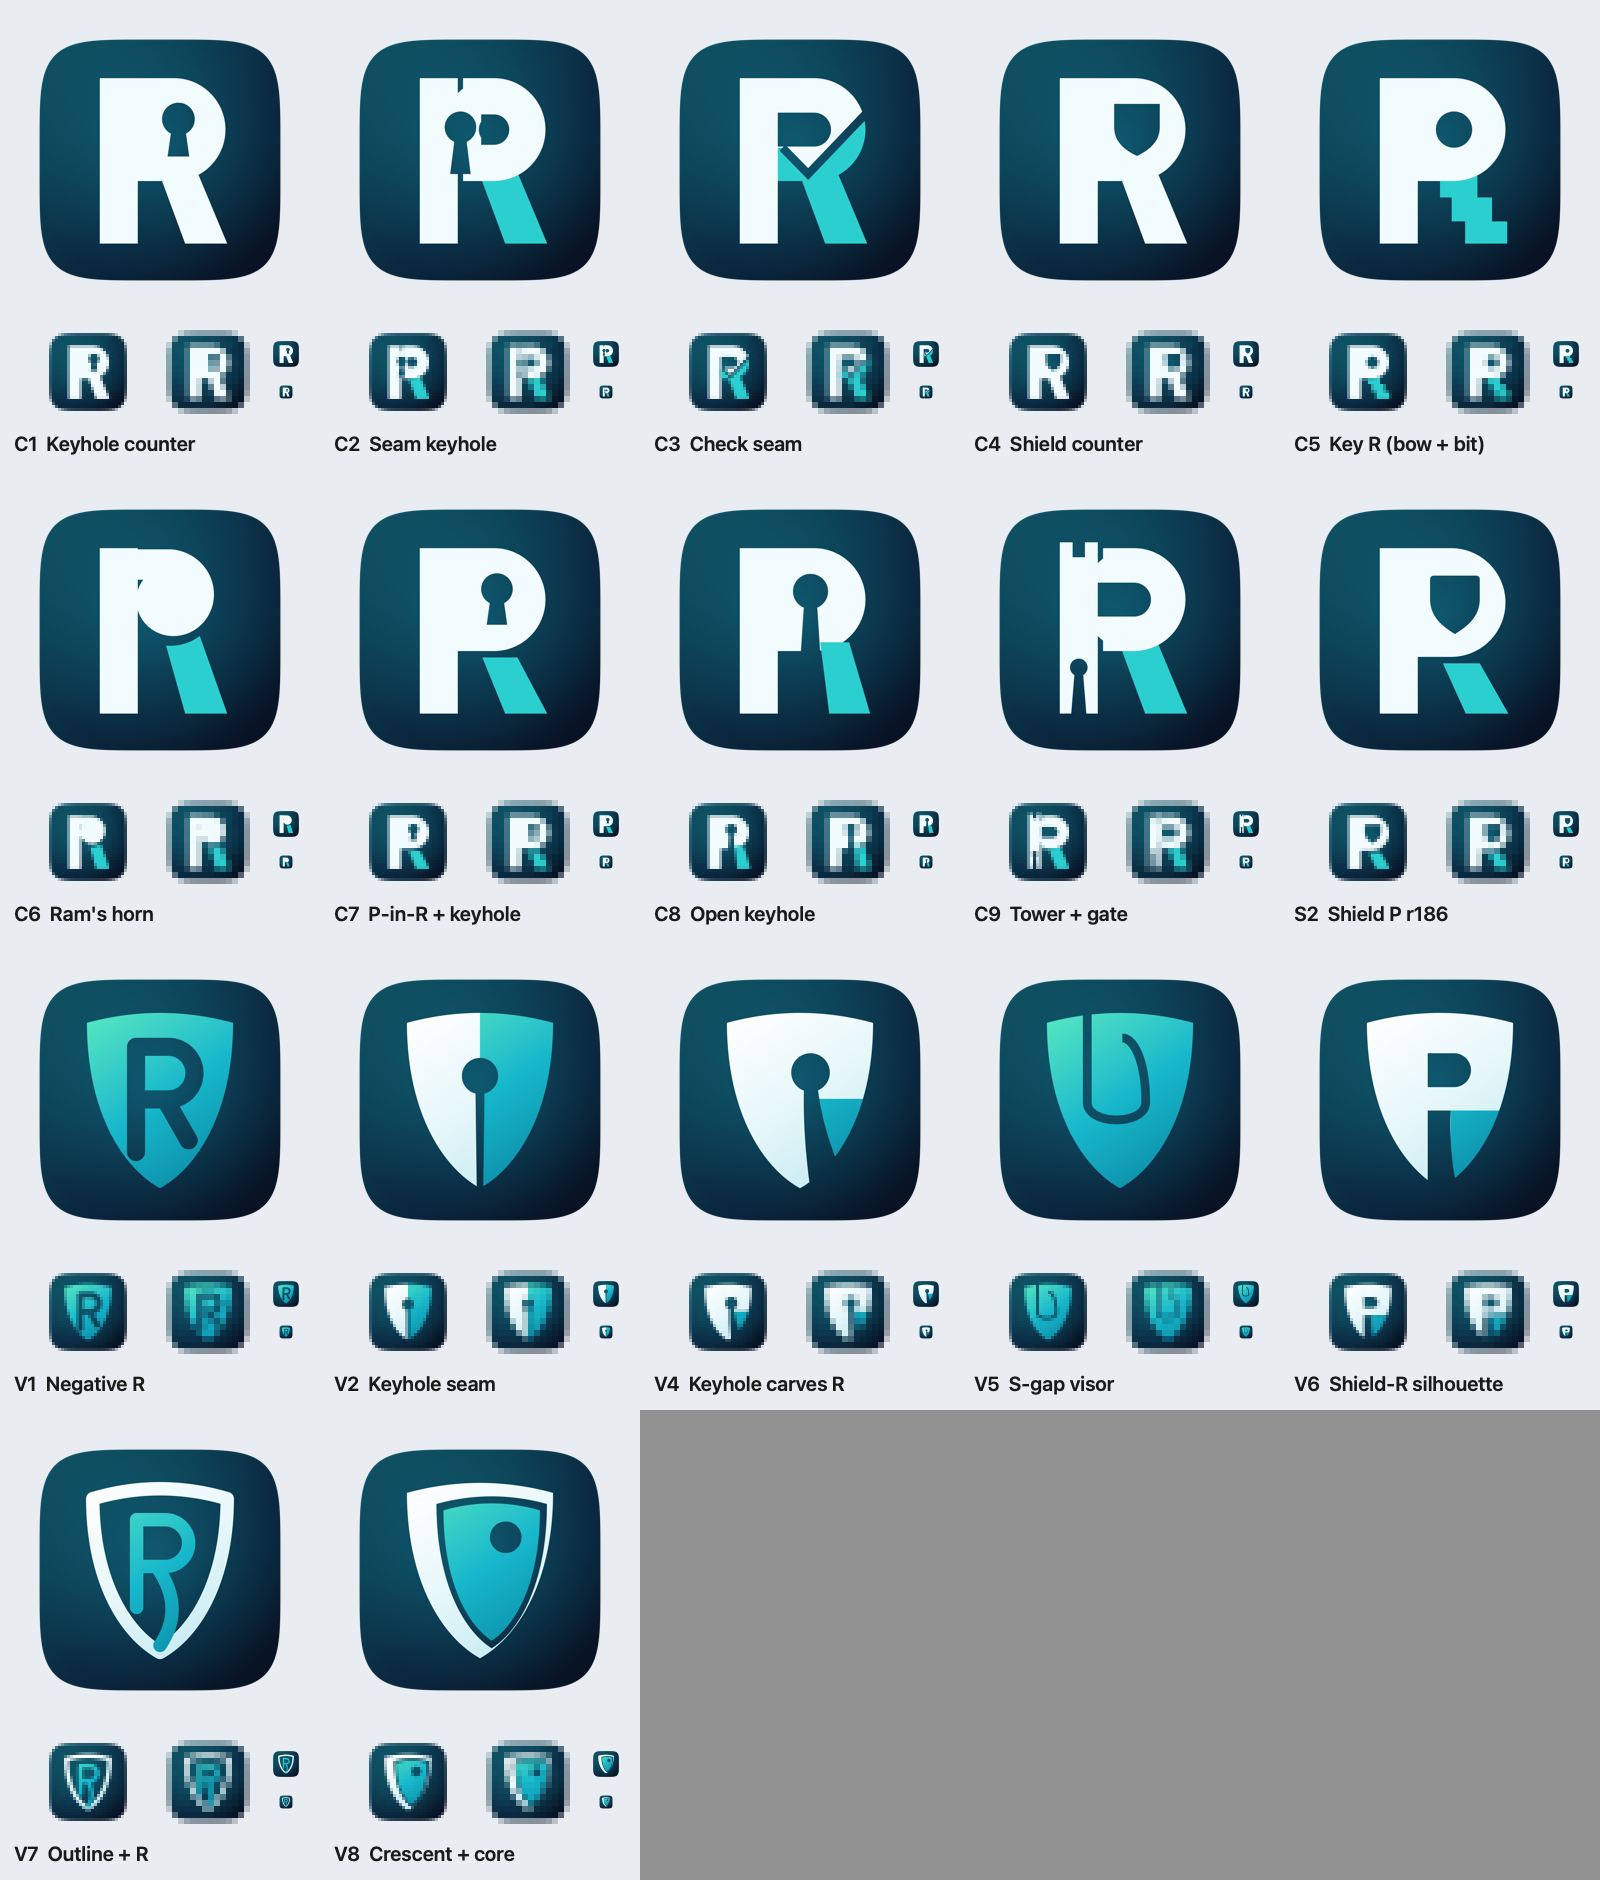 C1 Keyhole counter
C2 Seam keyhole
C3 Check seam
C4 Shield counter
C5 Key R (bow + bit)
C6 Ram's horn
C7 P-in-R + keyhole
C8 Open keyhole
C9 Tower + gate
S2 Shield P r186
V1 Negative R
V2 Keyhole seam
V4 Keyhole carves R
V5 S-gap visor
V6 Shield-R silhouette
V7 Outline + R
V8 Crescent + core